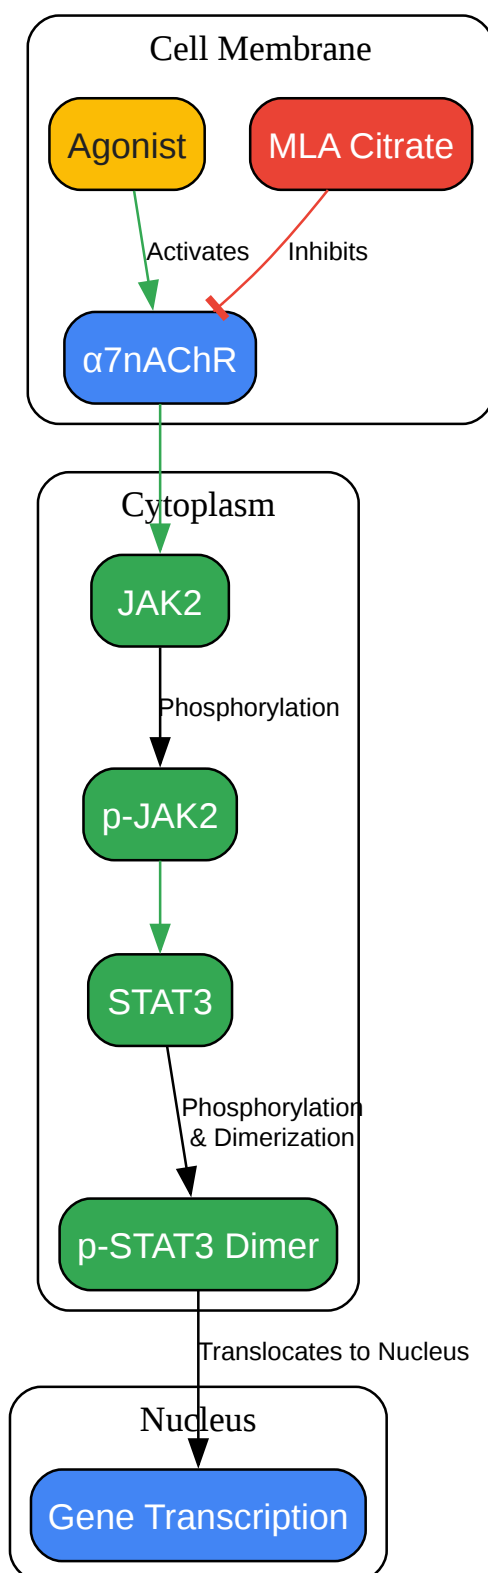 Cell Membrane
Agonist
MLA Citrate
Activates
Inhibits
α7nAChR
Cytoplasm
JAK2
Phosphorylation
p-JAK2
STAT3
Phosphorylation
& Dimerization
p-STAT3 Dimer
Translocates to Nucleus
Nucleus
Gene Transcription